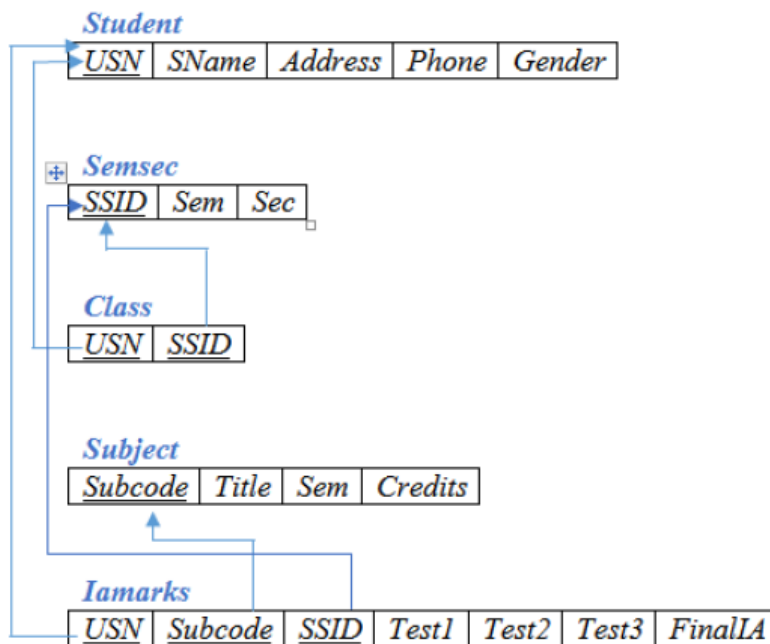 Student
USN SName Address Phone Gender
Semsec
SSID Sem Sec
Class
USN SSID
Subject
Subcode Title Sem Credits
Iamarks
USN Subcode SSID Test1 Test2 Test3 FinalIA